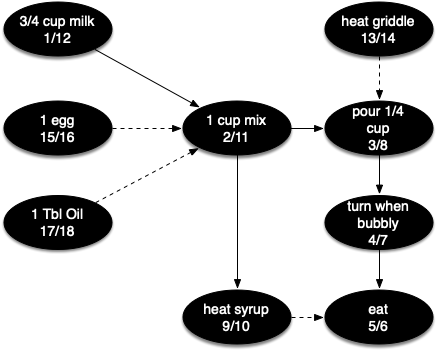 3/4 cup milk
1/12
heat griddle
13/14
1 egg
15/16
1 cup mix
2/11
pour 1/4
cup
3/8
1 Tbl Oil
17/18
turn when
bubbly
4/7
heat syrup
9/10
eat
5/6